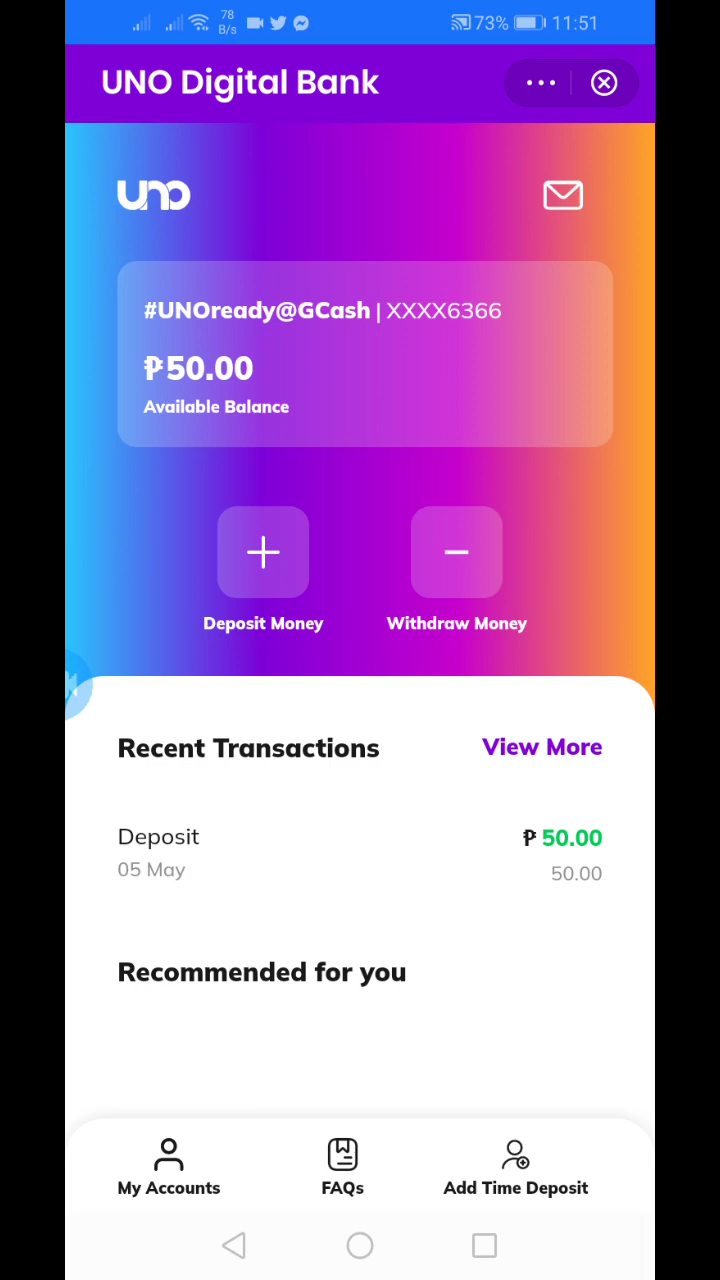 78
B/s
73%
11:51
UNO Digital Bank
uno
#UNOready@GCash | XXXX6366
₱50.00
Available Balance
Deposit Money
Withdraw Money
Recent Transactions
View More
Deposit
₱ 50.00
05 May
50.00
Recommended for you
My Accounts
FAQs
Add Time Deposit